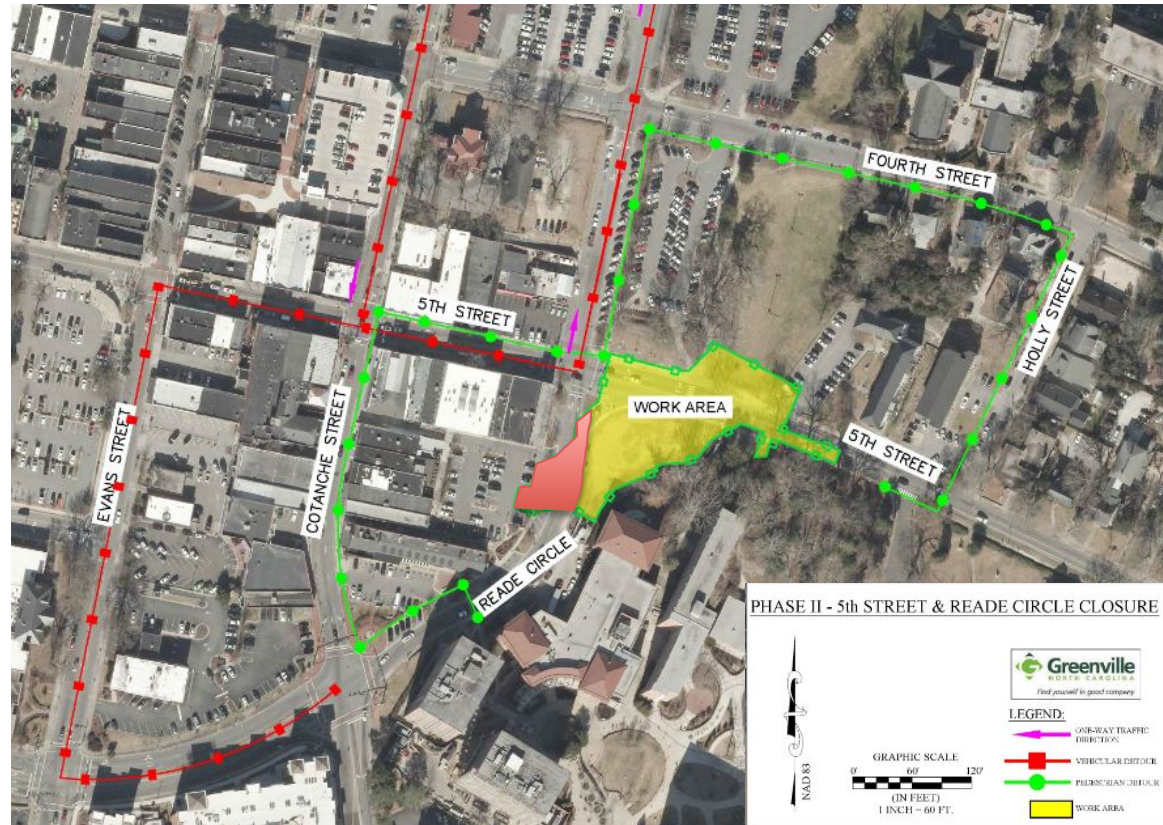 FOURTH STREET
HOLLY STREET
5TH STREET
WORK AREA
5TH STREET
EVANS STREET
COTANCHE STREET
READE CIRCLE
PHASE II - 5th STREET & READE CIRCLE CLOSURE
NAD 83
GRAPHIC SCALE
0' 60' 120'
(IN FEET)
1 INCH = 60 FT.
Greenville
NORTH CAROLINA
Find yourself in good company
LEGEND:
ONE-WAY TRAFFIC
DIRECTION
VEHICULAR DETOUR
PEDESTRIAN DETOUR
WORK AREA